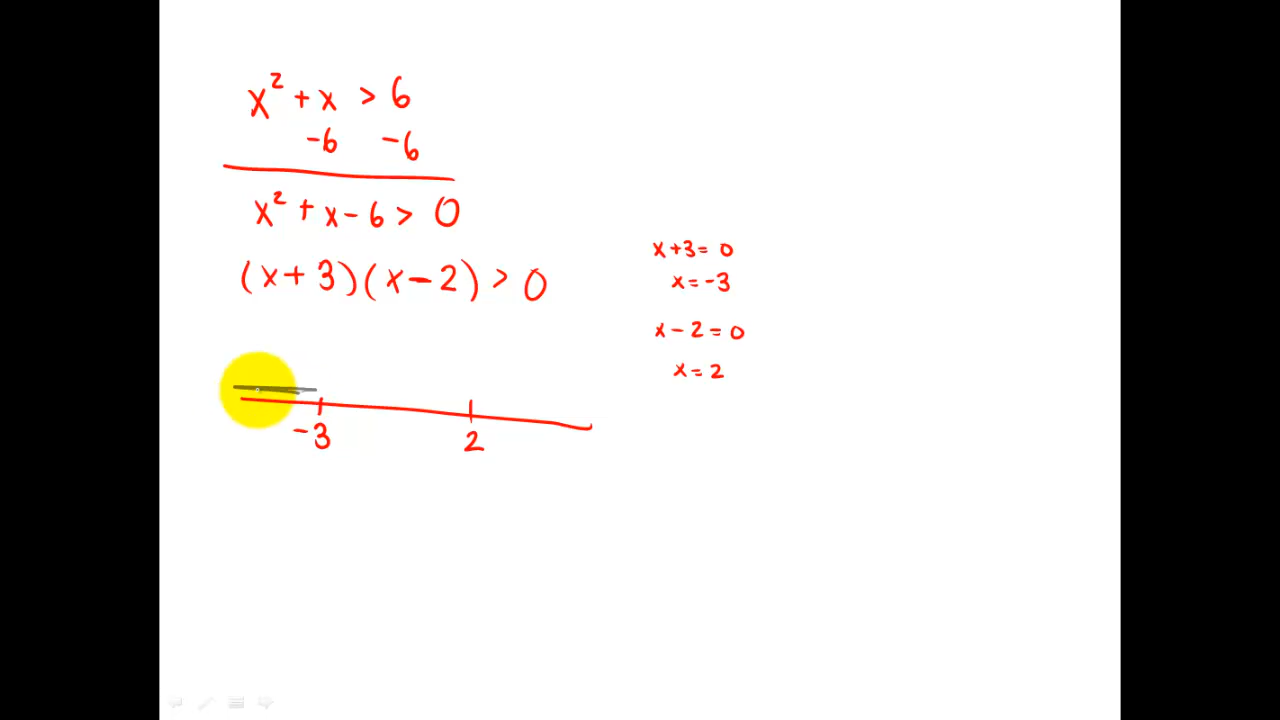 x² + x > 6
-6 -6
x² + x - 6 > 0
(x + 3)(x - 2) > 0
x + 3 = 0
x = -3
x - 2 = 0
x = 2
-3 2